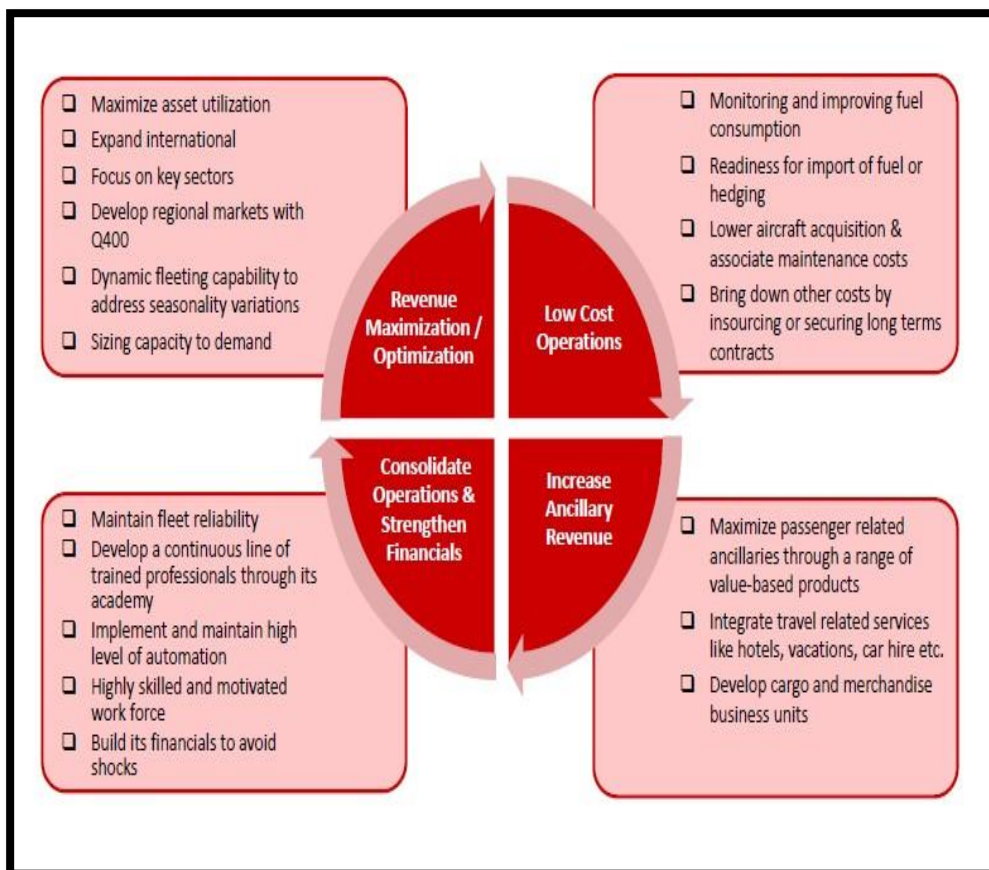 ❑ Maximize asset utilization
❑ Expand international
❑ Focus on key sectors
❑ Develop regional markets with
Q400
❑ Dynamic fleeting capability to
address seasonality variations
❑ Sizing capacity to demand
❑ Monitoring and improving fuel
consumption
❑ Readiness for import of fuel or
hedging
❑ Lower aircraft acquisition &
associate maintenance costs
❑ Bring down other costs by
insourcing or securing long terms
contracts
Revenue
Maximization /
Optimization
Low Cost
Operations
Consolidate
Operations &
Strengthen
Financials
Increase
Ancillary
Revenue
❑ Maintain fleet reliability
❑ Develop a continuous line of
trained professionals through its
academy
❑ Implement and maintain high
level of automation
❑ Highly skilled and motivated
work force
❑ Build its financials to avoid
shocks
❑ Maximize passenger related
ancillaries through a range of
value-based products
❑ Integrate travel related services
like hotels, vacations, car hire etc.
❑ Develop cargo and merchandise
business units